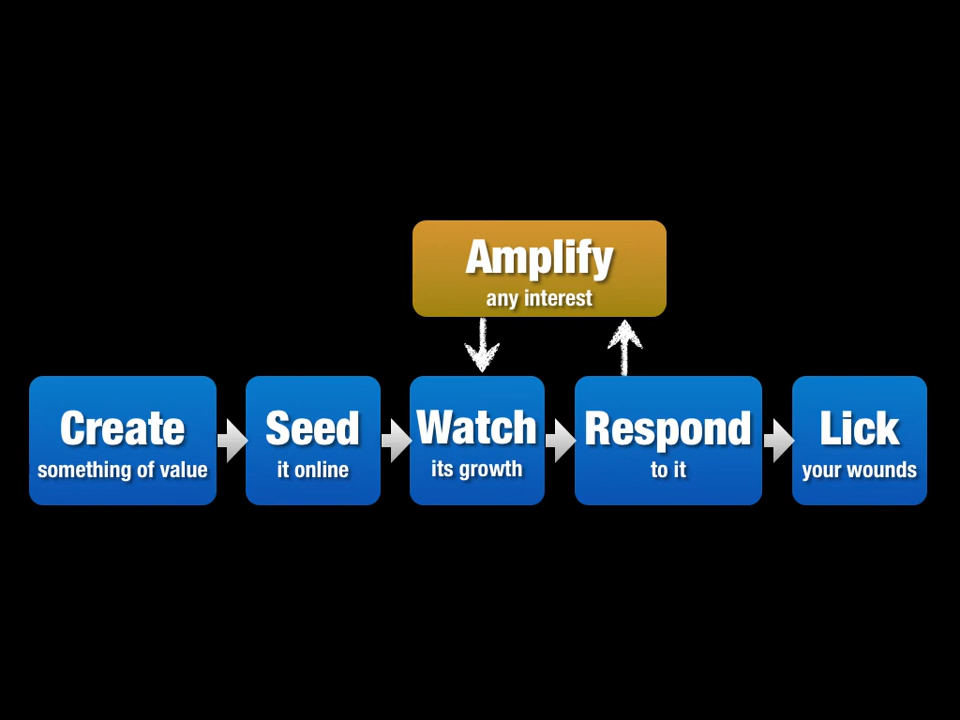 Amplify
any interest
Create
something of value
Seed
it online
Watch
its growth
Respond
to it
Lick
your wounds